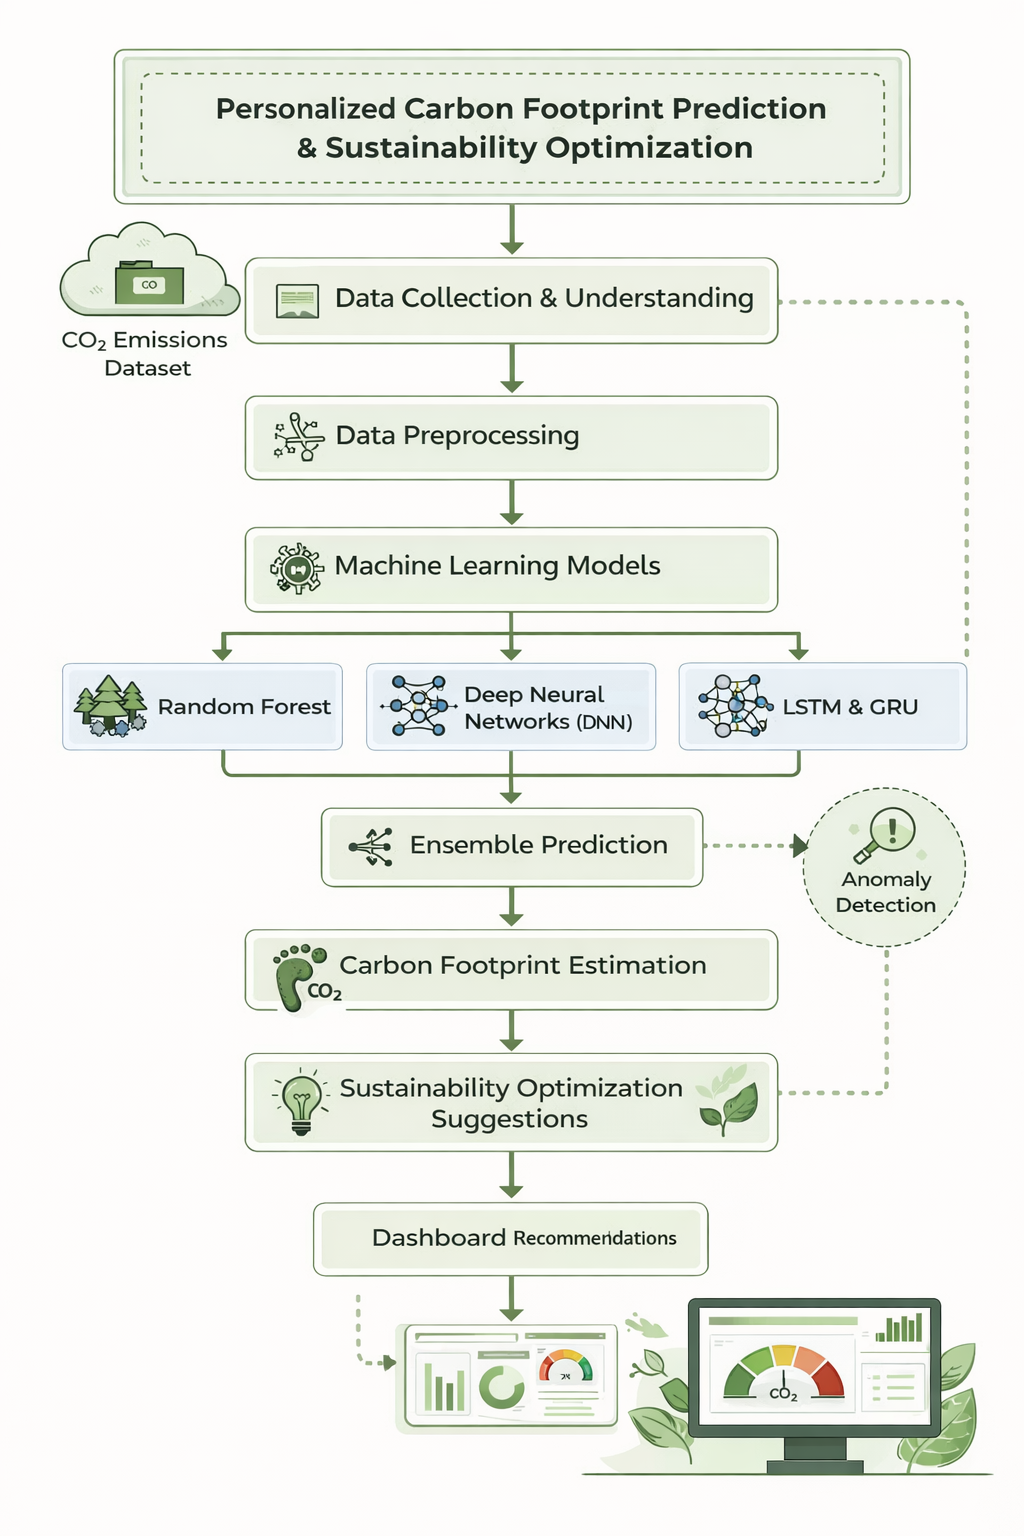 Personalized Carbon Footprint Prediction
& Sustainability Optimization
GO
CO₂ Emissions
Dataset
Data Collection & Understanding
Data Preprocessing
Machine Learning Models
Random Forest
Deep Neural
Networks (DNN)
LSTM & GRU
Ensemble Prediction
Anomaly
Detection
Carbon Footprint Estimation
CO₂
Sustainability Optimization
Suggestions
Dashboard Recommendations
CO₂